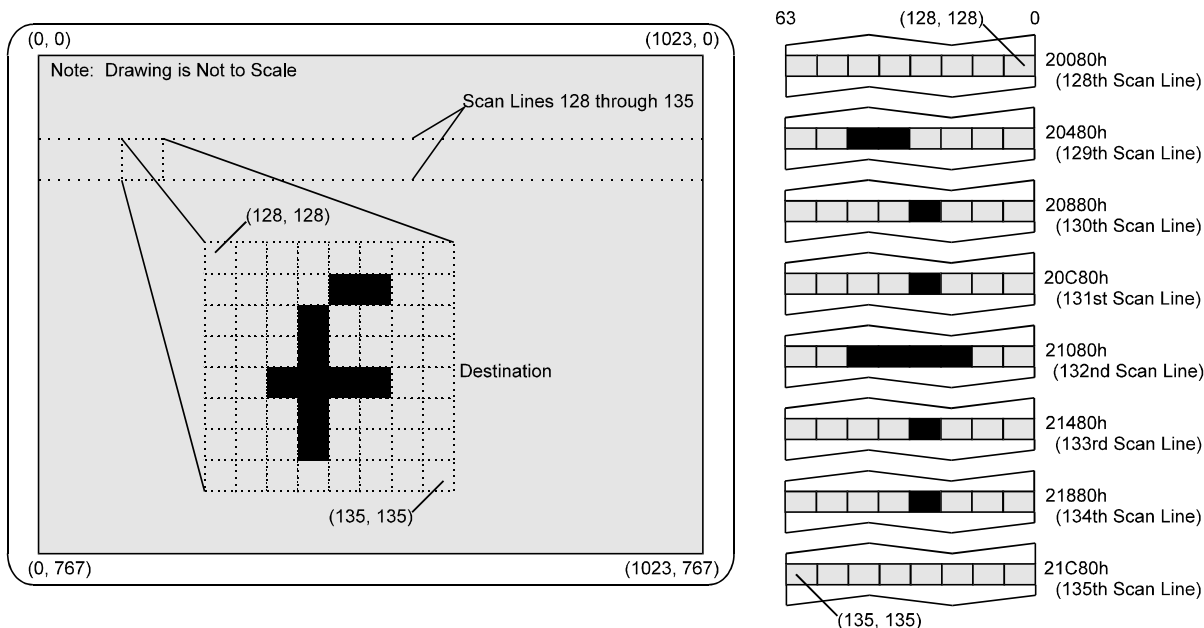 (0, 0)
(1023, 0)
Note: Drawing is Not to Scale
Scan Lines 128 through 135
(128, 128)
Destination
(135, 135)
(0, 767)
(1023, 767)
63
(128, 128)
0
20080h
(128th Scan Line)
20480h
(129th Scan Line)
20880h
(130th Scan Line)
20C80h
(131st Scan Line)
21080h
(132nd Scan Line)
21480h
(133rd Scan Line)
21880h
(134th Scan Line)
21C80h
(135th Scan Line)
(135, 135)